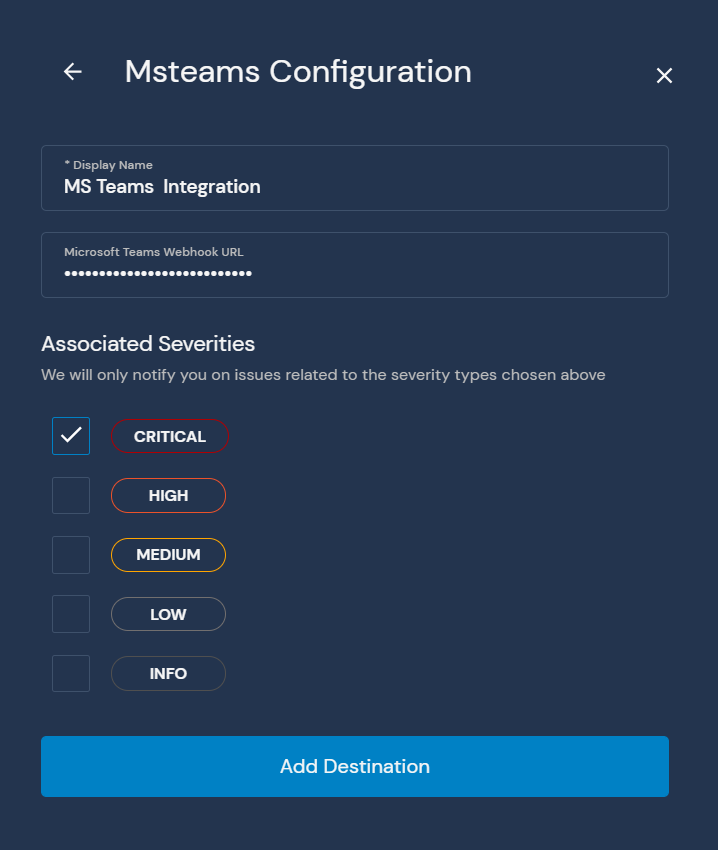 Msteams Configuration
* Display Name
MS Teams  Integration
Microsoft Teams Webhook URL
•••••••••••••••••••••••••••
Associated Severities
We will only notify you on issues related to the severity types chosen above
CRITICAL
HIGH
MEDIUM
LOW
INFO
Add Destination